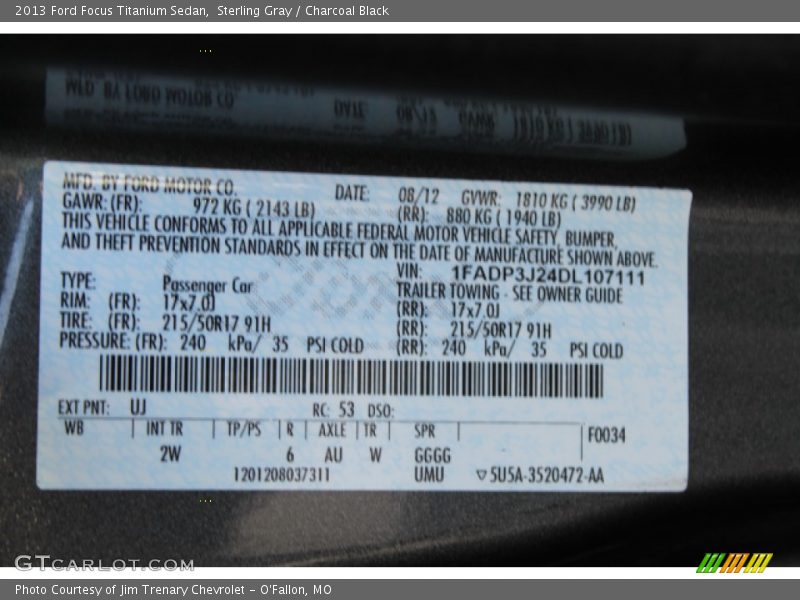 2013 Ford Focus Titanium Sedan, Sterling Gray / Charcoal Black
MFD. BY FORD MOTOR CO. DATE: 08/12 GVWR: 1810 KG ( 3990 LB)
GAWR: (FR): 972 KG ( 2143 LB) (RR): 880 KG ( 1940 LB)
THIS VEHICLE CONFORMS TO ALL APPLICABLE FEDERAL MOTOR VEHICLE SAFETY, BUMPER,
AND THEFT PREVENTION STANDARDS IN EFFECT ON THE DATE OF MANUFACTURE SHOWN ABOVE.
VIN: 1FADP3J24DL107111
TYPE: Passenger Car TRAILER TOWING - SEE OWNER GUIDE
RIM: (FR): 17x7.0J (RR): 17x7.0J
TIRE: (FR): 215/50R17 91H (RR): 215/50R17 91H
PRESSURE: (FR): 240 kPa/ 35 PSI COLD (RR): 240 kPa/ 35 PSI COLD
EXT PNT: UJ RC: 53 DSO:
WB | INT TR | TP/PS | R | AXLE | TR | SPR | F0034
2W 6 AU W GGGG
1201208037311 UMU ▽5U5A-3520472-AA
GTCARLOT.COM
Photo Courtesy of Jim Trenary Chevrolet - O'Fallon, MO